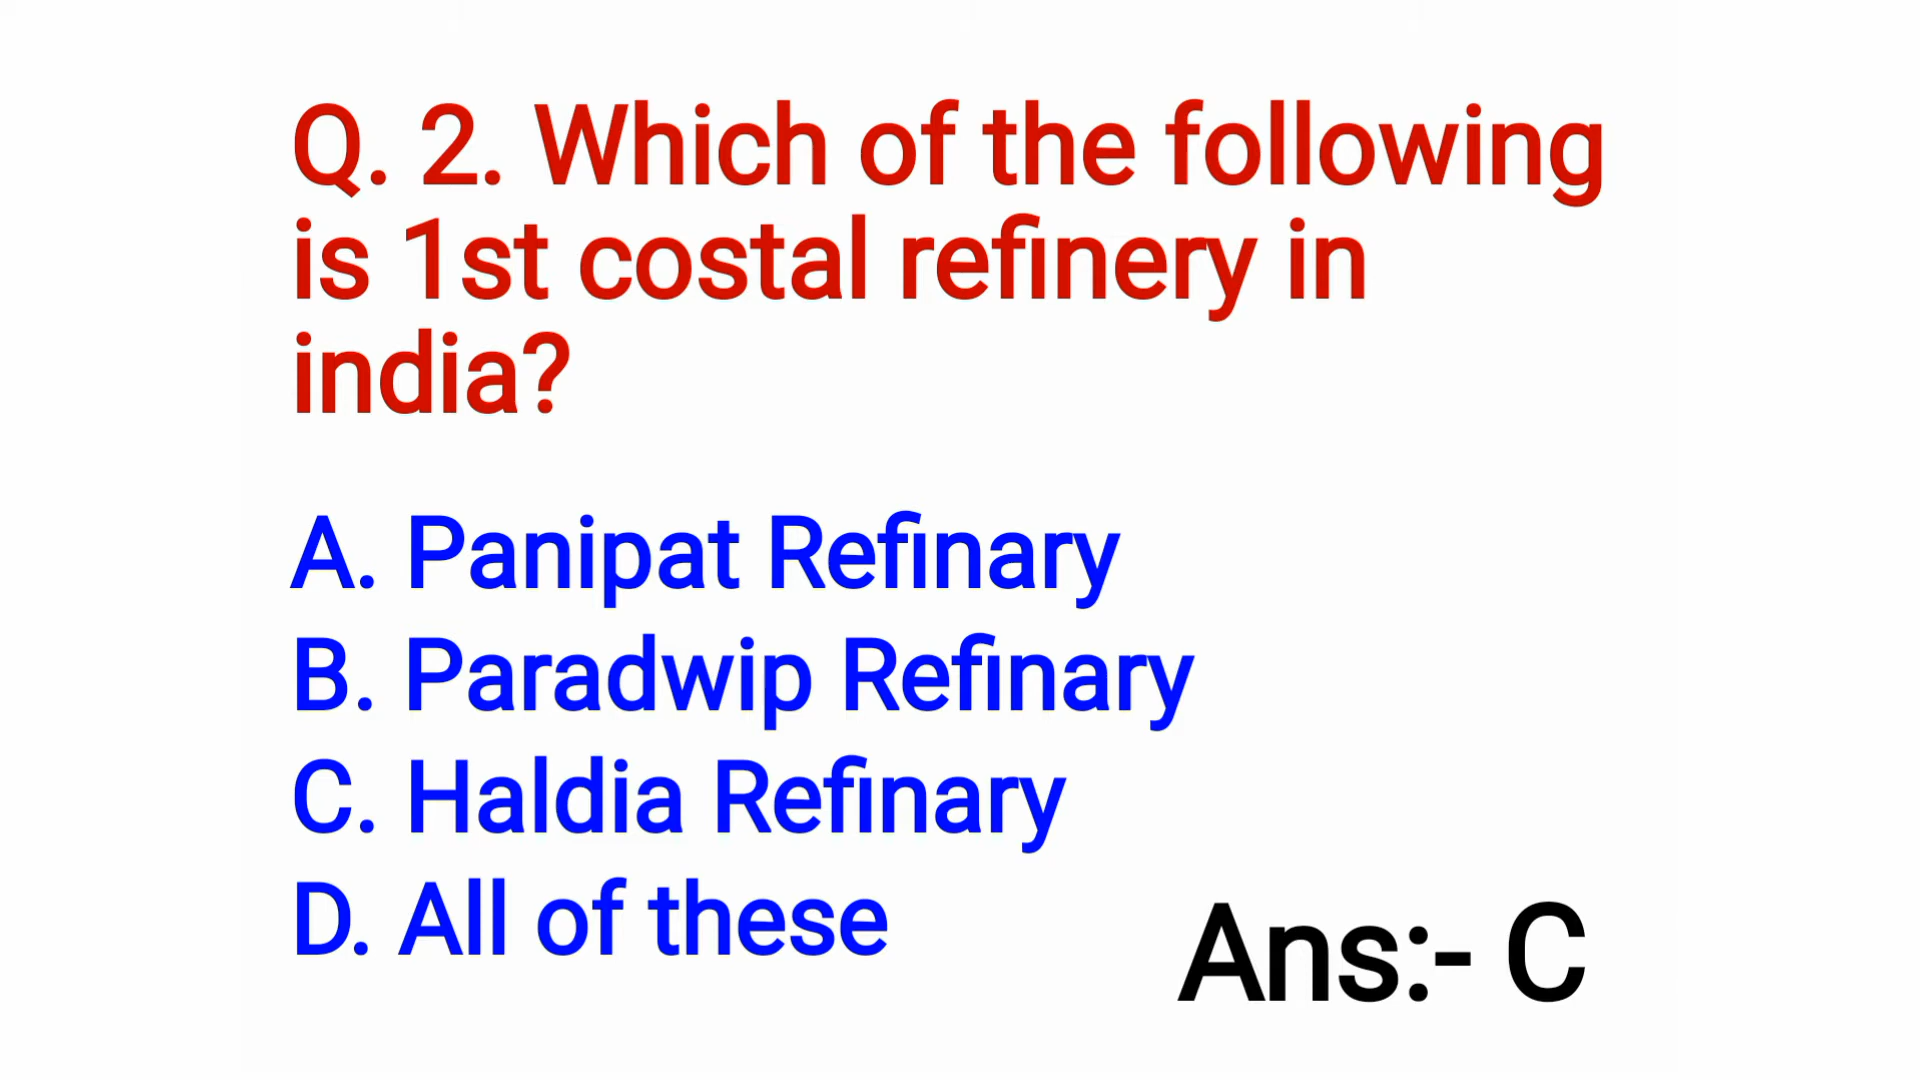 Q. 2. Which of the following
is 1st costal refinery in
india?
A. Panipat Refinary
B. Paradwip Refinary
C. Haldia Refinary
D. All of these
Ans:- C